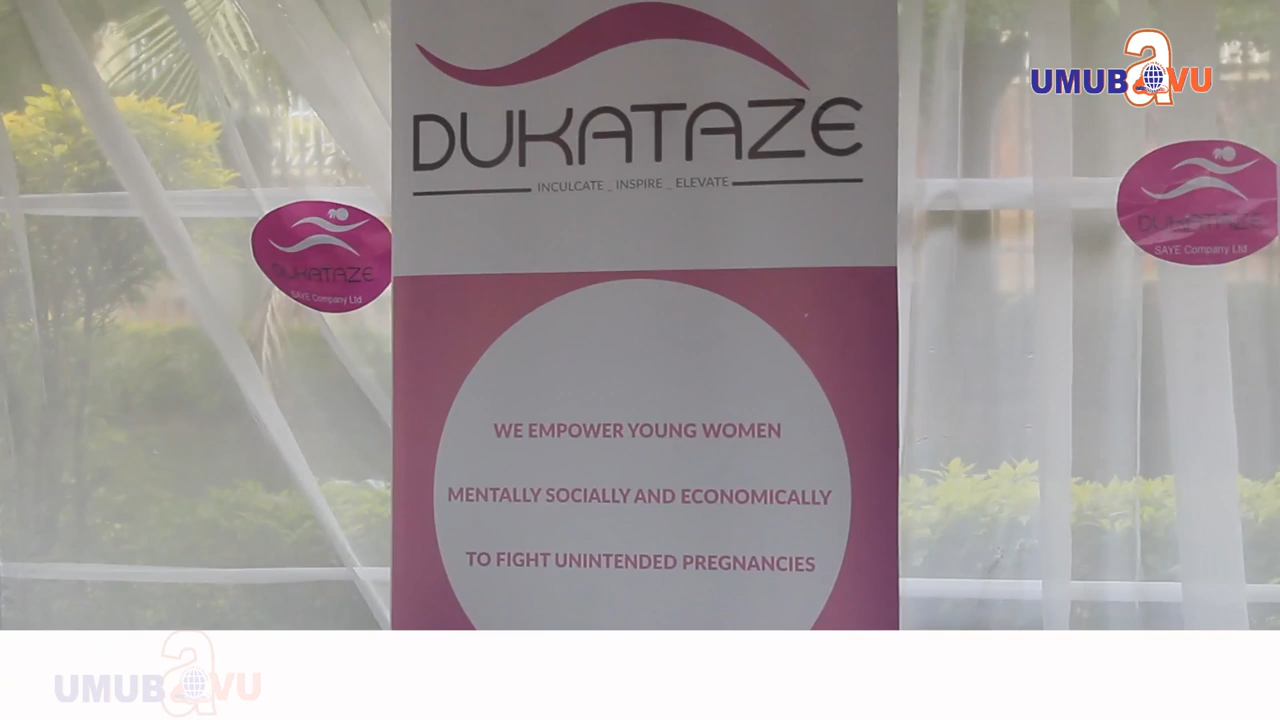 DUKATAZE
INCULCATE _ INSPIRE _ ELEVATE
WE EMPOWER YOUNG WOMEN
MENTALLY SOCIALLY AND ECONOMICALLY
TO FIGHT UNINTENDED PREGNANCIES
DUKATAZE
SAYE Company Ltd
UMUBAVU
DUKATAZE
SAYE Company Ltd
UMUBAVU